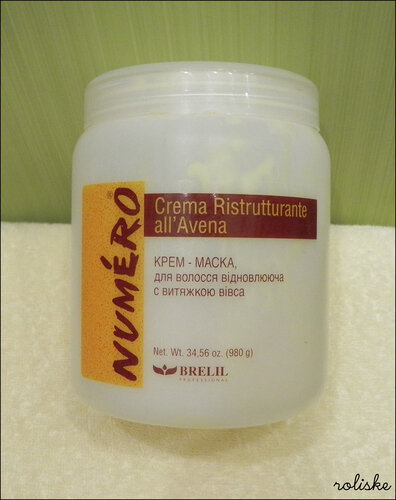 NUMÉRO®
Crema Ristrutturante
all'Avena
КРЕМ - МАСКА,
для волосся відновлююча
с витяжкою вівса
Net. Wt. 34,56 oz. (980 g)
BRELIL
PROFESSIONAL
roliske